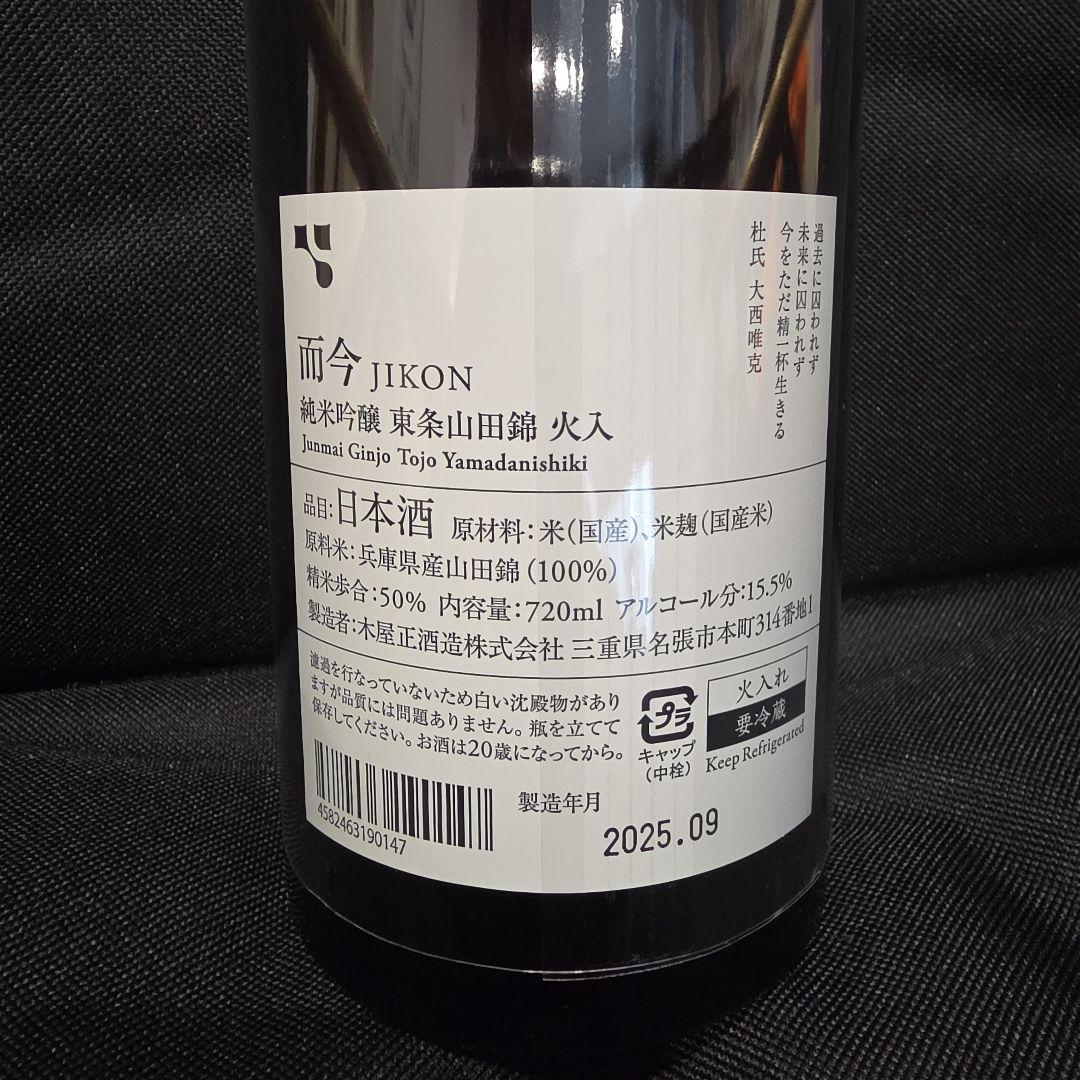 過去に囚われず
未来に囚われず
今をただ精一杯生きる
杜氏 大西唯克
而今 JIKON
純米吟醸 東条山田錦 火入
Junmai Ginjo Tojo Yamadanishiki
品目:日本酒 原材料:米(国産)、米麹(国産米)
原料米:兵庫県産山田錦(100%)
精米歩合:50% 内容量:720ml アルコール分:15.5%
製造者:木屋正酒造株式会社 三重県名張市本町314番地1
濾過を行なっていないため白い沈殿物があり
ますが品質には問題ありません。瓶を立てて
保存してください。お酒は20歳になってから。
プラ
キャップ
(中栓)
火入れ
要冷蔵
Keep Refrigerated
4582463190147
製造年月
2025.09